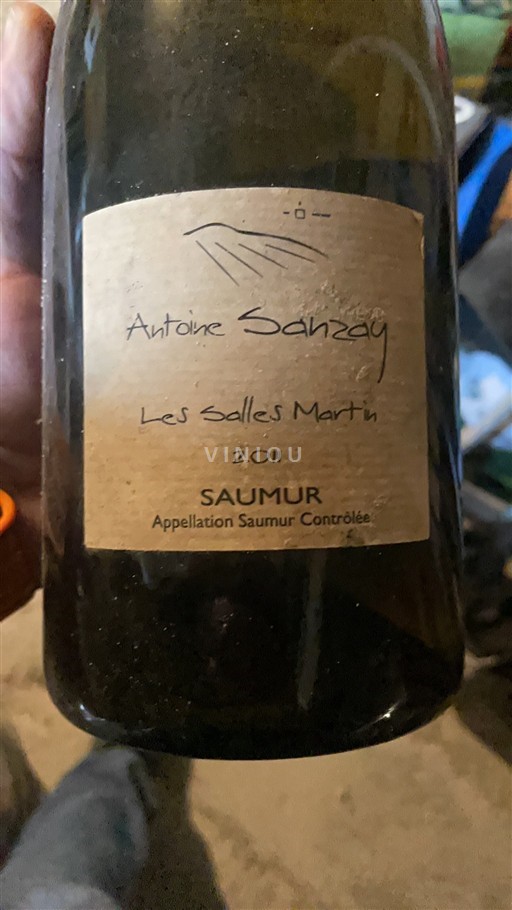 Antoine Sanzay
Les Salles Martin
VINIOU
SAUMUR
Appellation Saumur Contrôlée